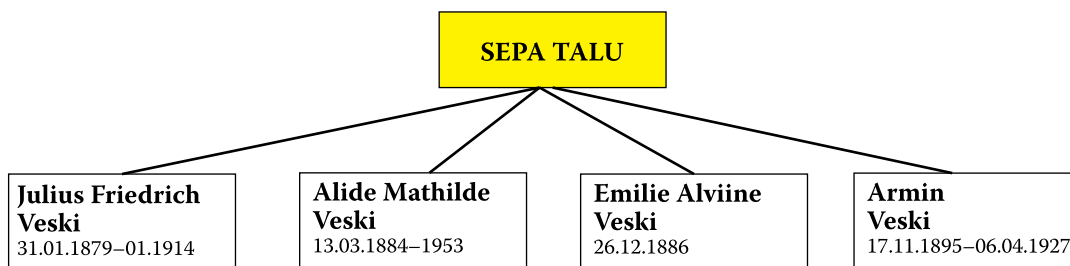 SEPA TALU
Julius Friedrich
Veski
31.01.1879–01.1914
Alide Mathilde
Veski
13.03.1884–1953
Emilie Alviine
Veski
26.12.1886
Armin
Veski
17.11.1895–06.04.1927